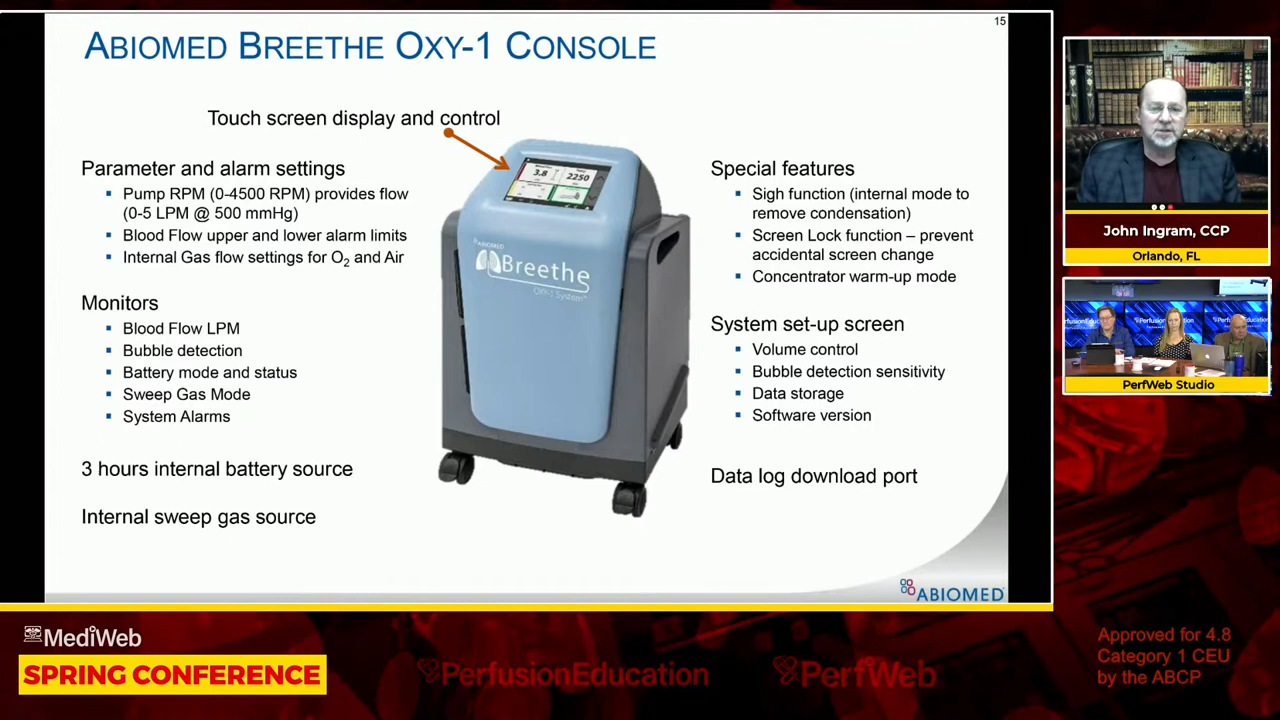 15
ABIOMED BREETHE OXY-1 CONSOLE
Touch screen display and control
Parameter and alarm settings
Pump RPM (0-4500 RPM) provides flow
(0-5 LPM @ 500 mmHg)
Blood Flow upper and lower alarm limits
Internal Gas flow settings for O2 and Air
Monitors
Blood Flow LPM
Bubble detection
Battery mode and status
Sweep Gas Mode
System Alarms
3 hours internal battery source
Internal sweep gas source
3.8
2250
ABIOMED
Breethe
OXY-1 System™
Special features
Sigh function (internal mode to
remove condensation)
Screen Lock function – prevent
accidental screen change
Concentrator warm-up mode
System set-up screen
Volume control
Bubble detection sensitivity
Data storage
Software version
Data log download port
ABIOMED
John Ingram, CCP
Orlando, FL
PerfusionEducation
PerfWeb Studio
MediWeb
SPRING CONFERENCE
PerfusionEducation
PerfWeb
Approved for 4.8
Category 1 CEU
by the ABCP